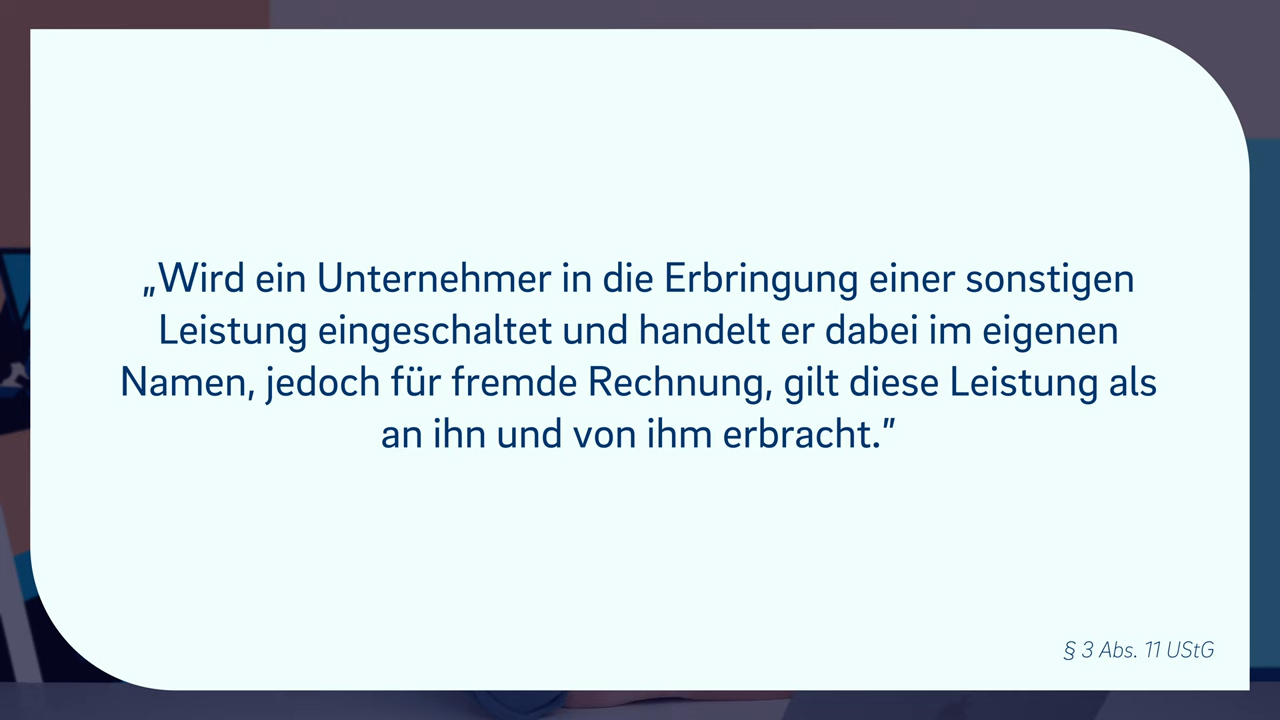 „Wird ein Unternehmer in die Erbringung einer sonstigen
Leistung eingeschaltet und handelt er dabei im eigenen
Namen, jedoch für fremde Rechnung, gilt diese Leistung als
an ihn und von ihm erbracht.”
§ 3 Abs. 11 UStG